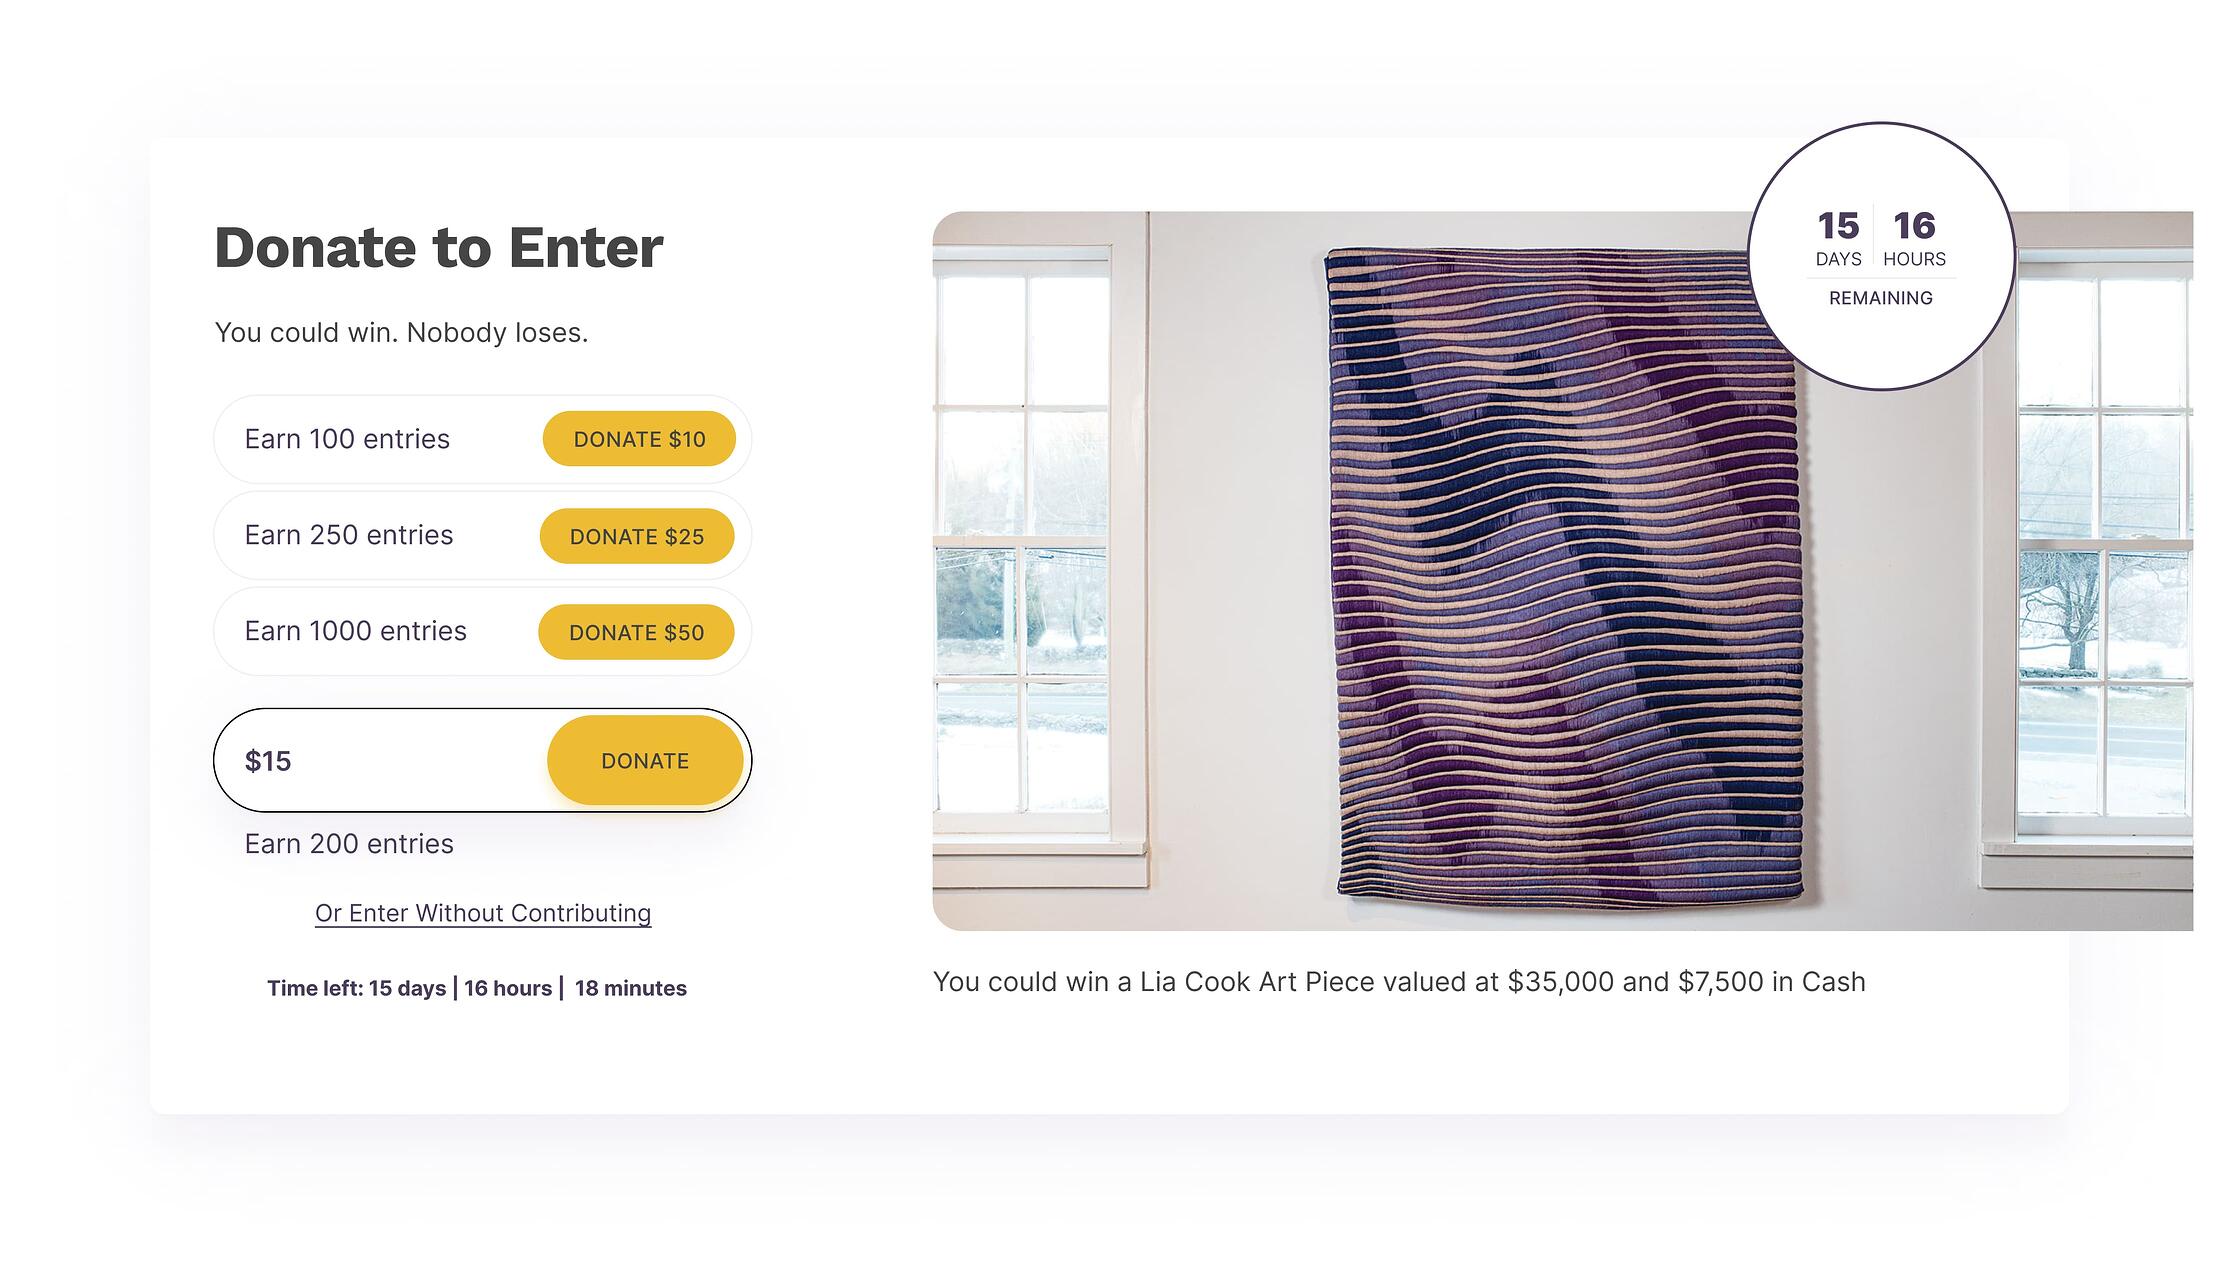 Donate to Enter
You could win. Nobody loses.
Earn 100 entries
DONATE $10
Earn 250 entries
DONATE $25
Earn 1000 entries
DONATE $50
$15
DONATE
Earn 200 entries
Or Enter Without Contributing
Time left: 15 days | 16 hours | 18 minutes
15 16
DAYS HOURS
REMAINING
You could win a Lia Cook Art Piece valued at $35,000 and $7,500 in Cash